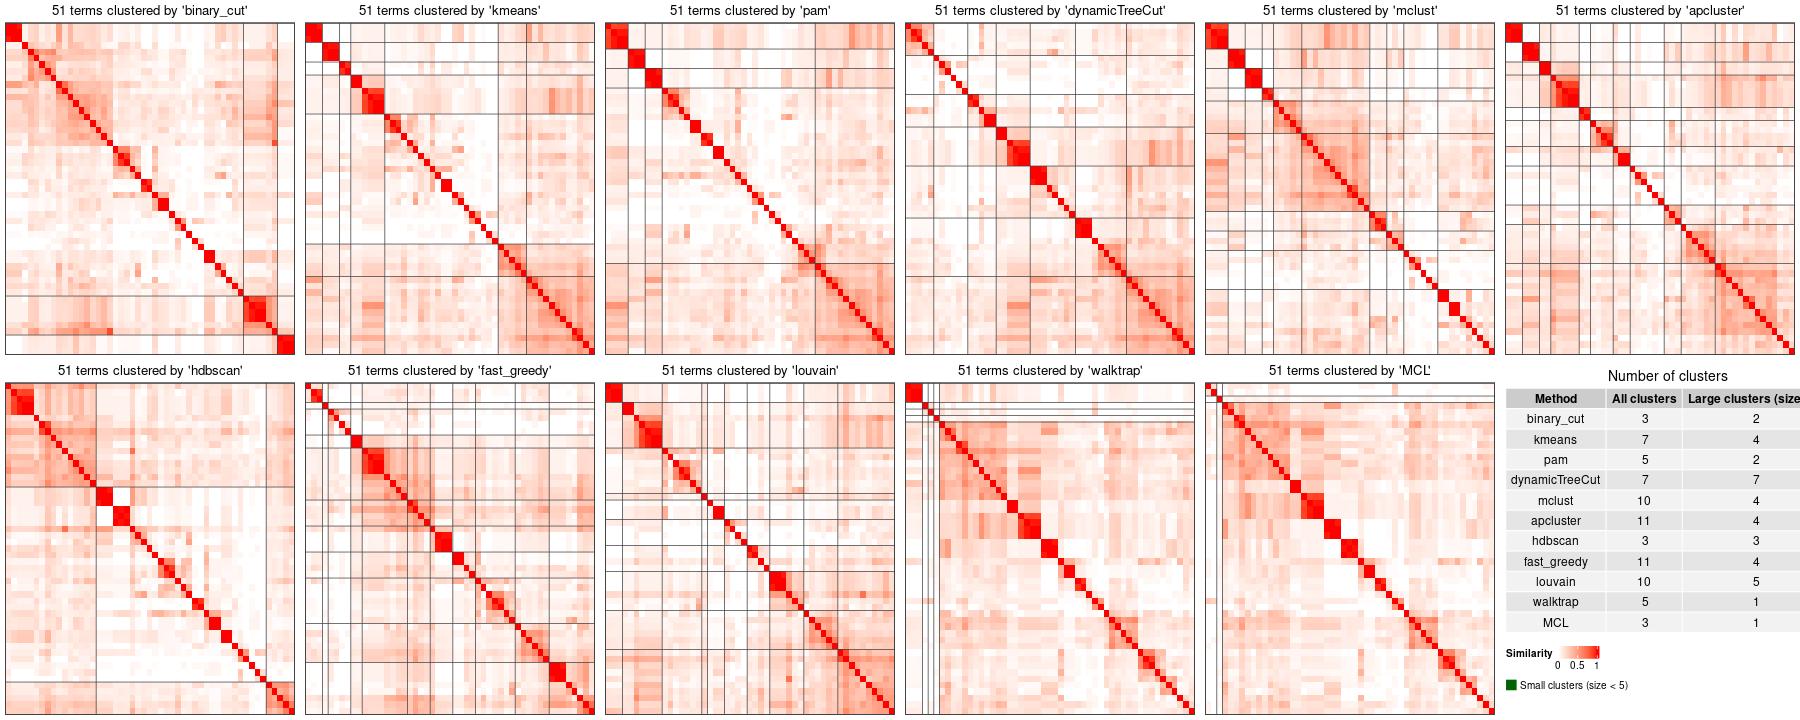 51 terms clustered by 'binary_cut'
51 terms clustered by 'kmeans'
51 terms clustered by 'pam'
51 terms clustered by 'dynamicTreeCut'
51 terms clustered by 'mclust'
51 terms clustered by 'apcluster'
51 terms clustered by 'hdbscan'
51 terms clustered by 'fast_greedy'
51 terms clustered by 'louvain'
51 terms clustered by 'walktrap'
51 terms clustered by 'MCL'
Number of clusters
Method All clusters Large clusters (size
binary_cut 3 2
kmeans 7 4
pam 5 2
dynamicTreeCut 7 7
mclust 10 4
apcluster 11 4
hdbscan 3 3
fast_greedy 11 4
louvain 10 5
walktrap 5 1
MCL 3 1
Similarity
0 0.5 1
Small clusters (size < 5)